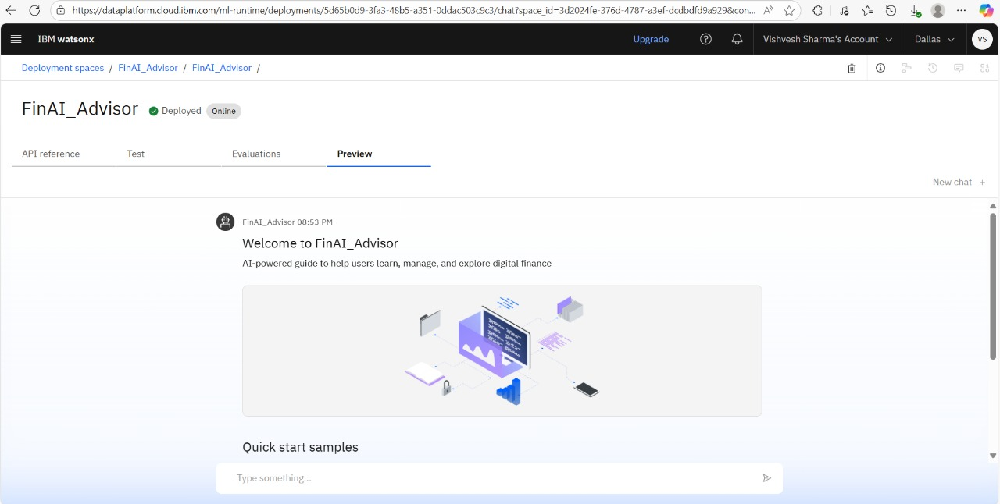 https://dataplatform.cloud.ibm.com/ml-runtime/deployments/5d65b0d9-3fa3-48b5-a351-0ddac503c9c3/chat?space_id=3d2024fe-376d-4787-a3ef-dcdbdfd9a929&con...
IBM watsonx Upgrade Vishvesh Sharma's Account Dallas VS
Deployment spaces / FinAI_Advisor / FinAI_Advisor /
FinAI_Advisor Deployed Online
API reference Test Evaluations Preview
New chat +
FinAI_Advisor 08:53 PM
Welcome to FinAI_Advisor
AI-powered guide to help users learn, manage, and explore digital finance
Quick start samples
Type something...